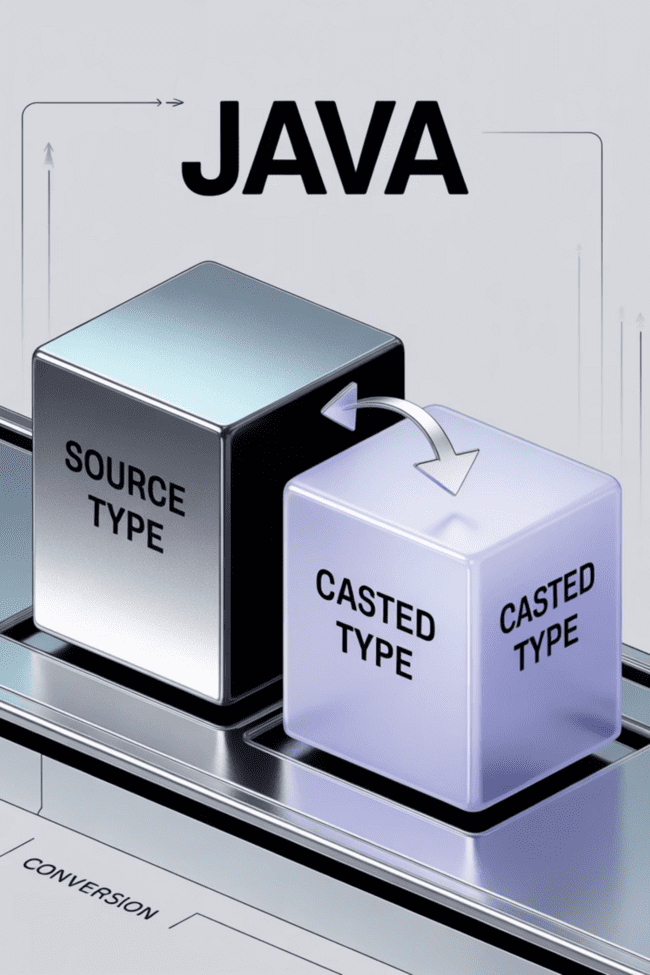 JAVA
SOURCE
TYPE
CASTED
TYPE
CASTED
TYPE
CONVERSION